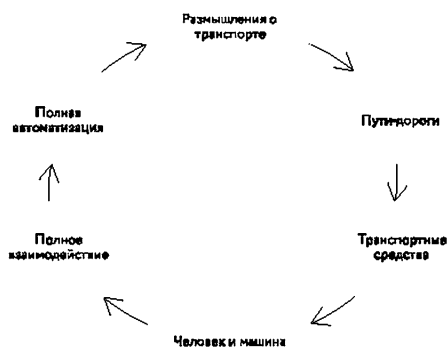 Размышления о
транспорте
Пути-дороги
Транспортные
средства
Человек и машина
Полное
взаимодействие
Полная
автоматизация